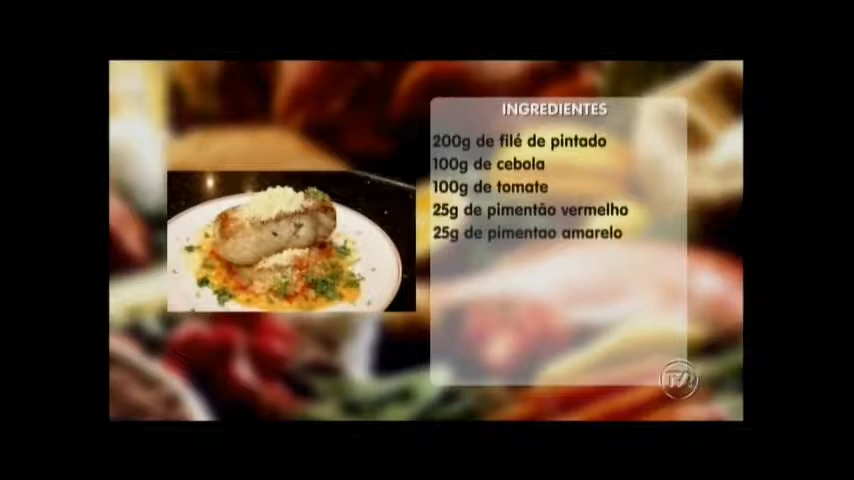 INGREDIENTES
200g de filé de pintado
100g de cebola
100g de tomate
25g de pimentão vermelho
25g de pimentao amarelo